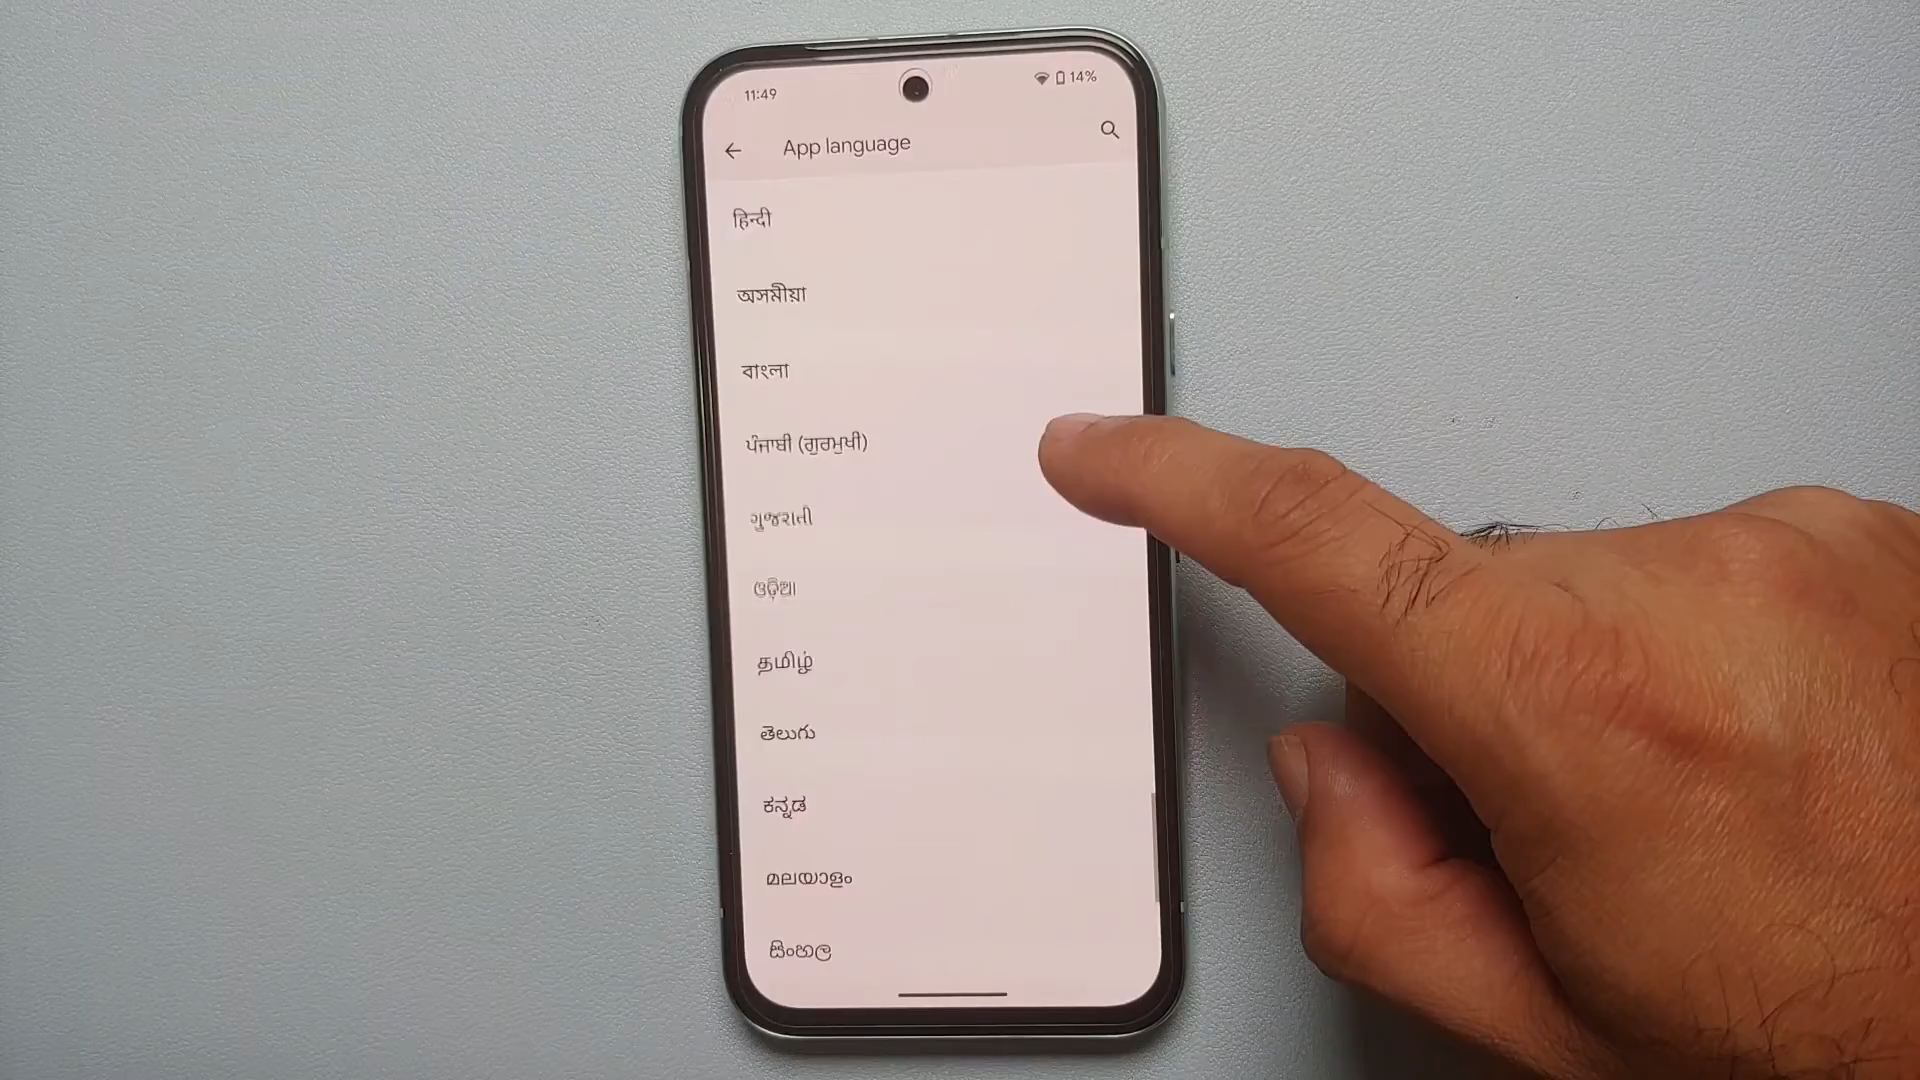 11:49
14%
App language
हिन्दी
অসমীয়া
বাংলা
ਪੰਜਾਬੀ (ਗੁਰਮੁਖੀ)
ગુજરાતી
ଓଡ଼ିଆ
தமிழ்
తెలుగు
ಕನ್ನಡ
മലയാളം
සිංහල